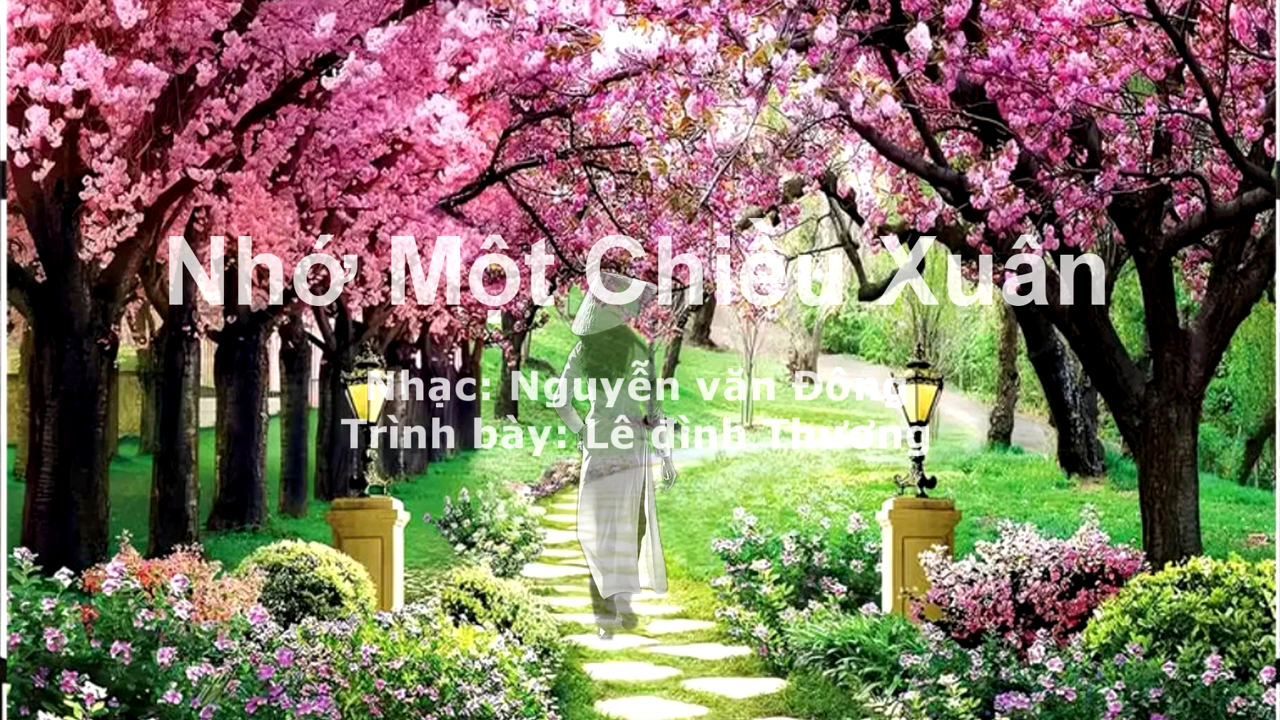 Nhớ Một Chiều Xuân
Nhạc: Nguyễn văn Đông
Trình bày: Lê đình Thương